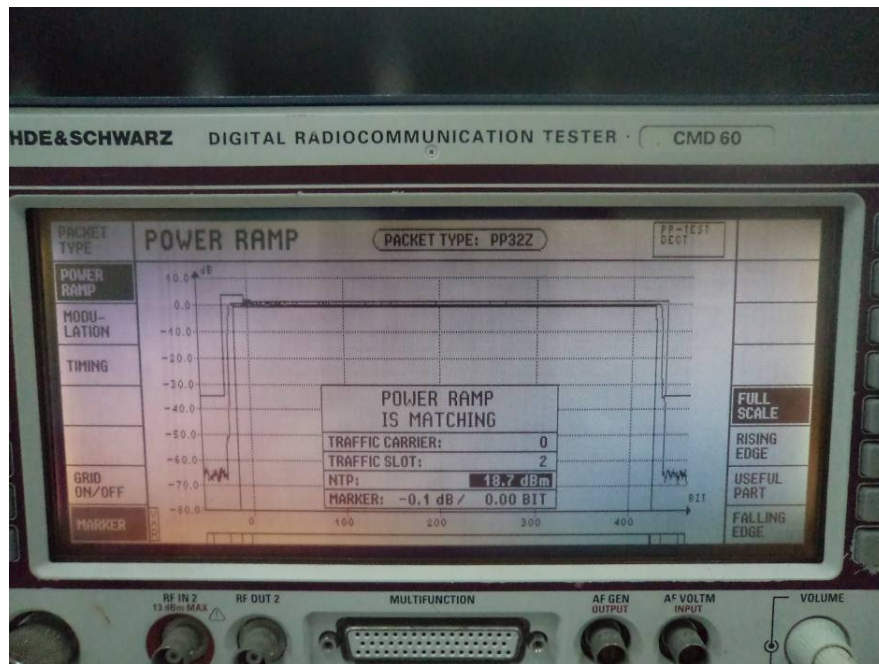 HDE&SCHWARZ DIGITAL RADIOCOMMUNICATION TESTER · CMD 60
PACKET TYPE
POWER RAMP
PACKET TYPE: PP32Z
PP-TEST
DECT
POWER RAMP
MODU-
LATION
TIMING
GRID
ON/OFF
MARKER
10.0 dB
0.0
-10.0
-20.0
-30.0
-40.0
-50.0
-60.0
-70.0
-80.0
0 100 200 300 400
BIT
POWER RAMP
IS MATCHING
TRAFFIC CARRIER: 0
TRAFFIC SLOT: 2
NTP: 18.7 dBm
MARKER: -0.1 dB/ 0.00 BIT
FULL
SCALE
RISING
EDGE
USEFUL
PART
FALLING
EDGE
RF IN 2
13 dBm MAX
RF OUT 2
MULTIFUNCTION
AF GEN
OUTPUT
AF VOLTM
INPUT
VOLUME